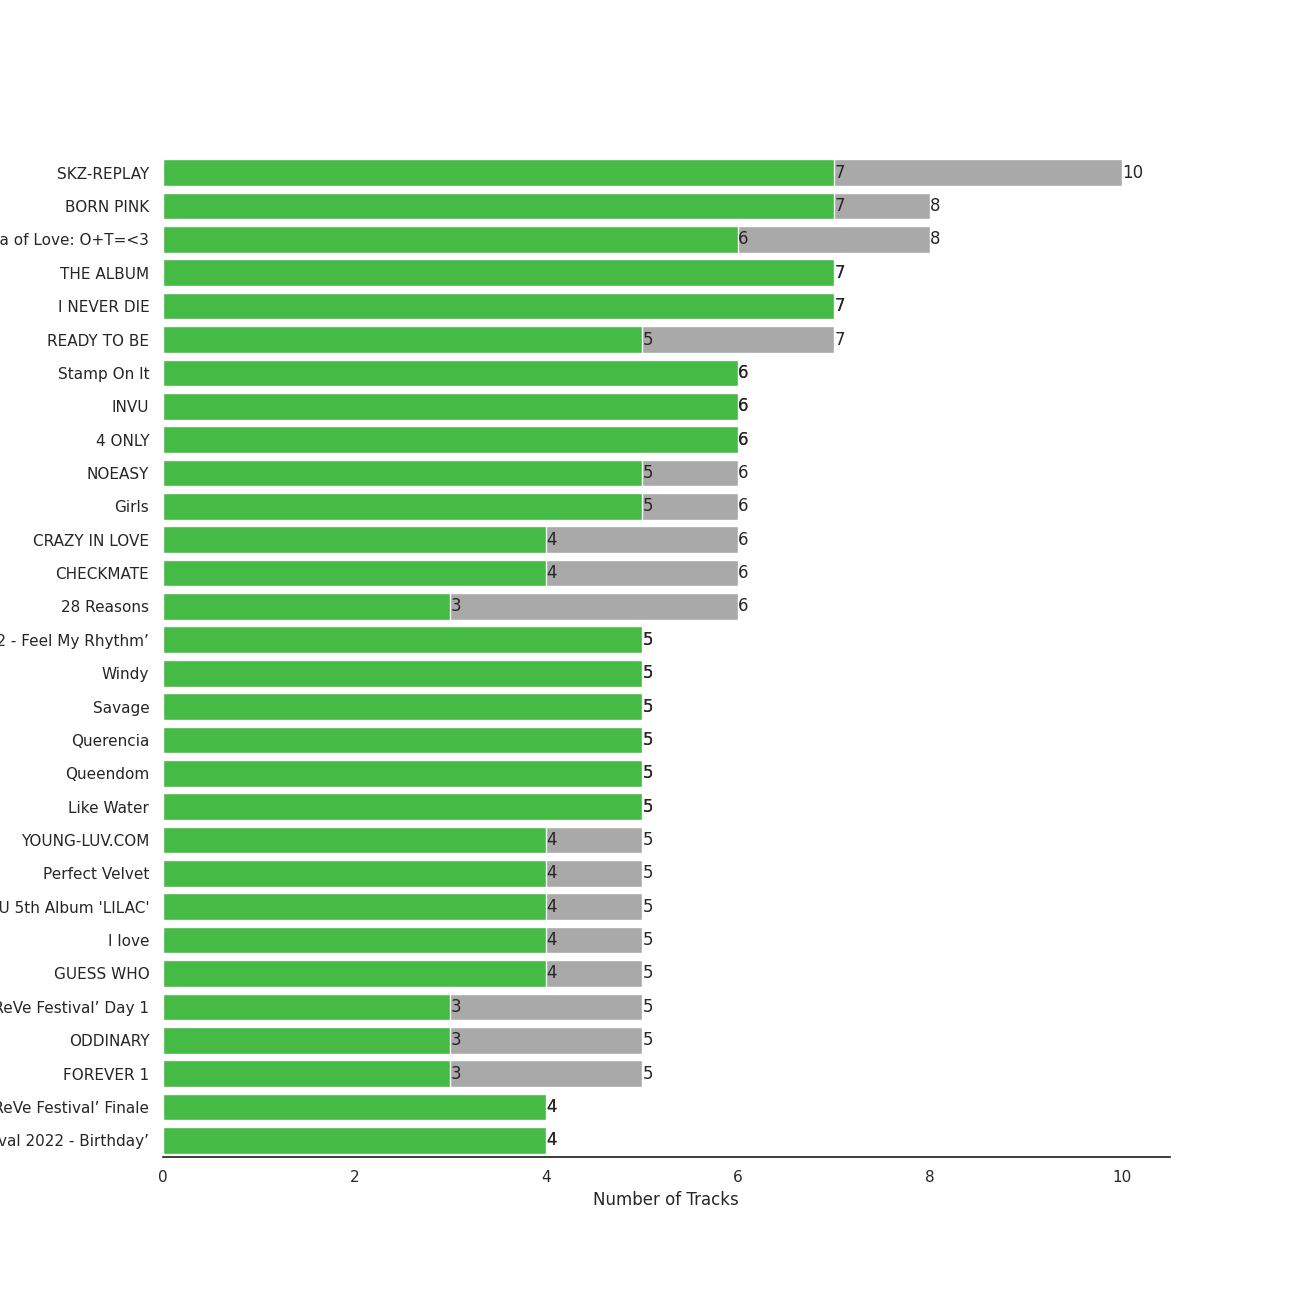 SKZ-REPLAY 7 10
BORN PINK 7 8
a of Love: O+T=<3 6 8
THE ALBUM 7
I NEVER DIE 7
READY TO BE 5 7
Stamp On It 6
INVU 6
4 ONLY 6
NOEASY 5 6
Girls 5 6
CRAZY IN LOVE 4 6
CHECKMATE 4 6
28 Reasons 3 6
2 - Feel My Rhythm’ 5
Windy 5
Savage 5
Querencia 5
Queendom 5
Like Water 5
YOUNG-LUV.COM 4 5
Perfect Velvet 4 5
U 5th Album 'LILAC' 4 5
I love 4 5
GUESS WHO 4 5
ReVe Festival’ Day 1 3 5
ODDINARY 3 5
FOREVER 1 3 5
ReVe Festival’ Finale 4
val 2022 - Birthday’ 4
0 2 4 6 8 10
Number of Tracks